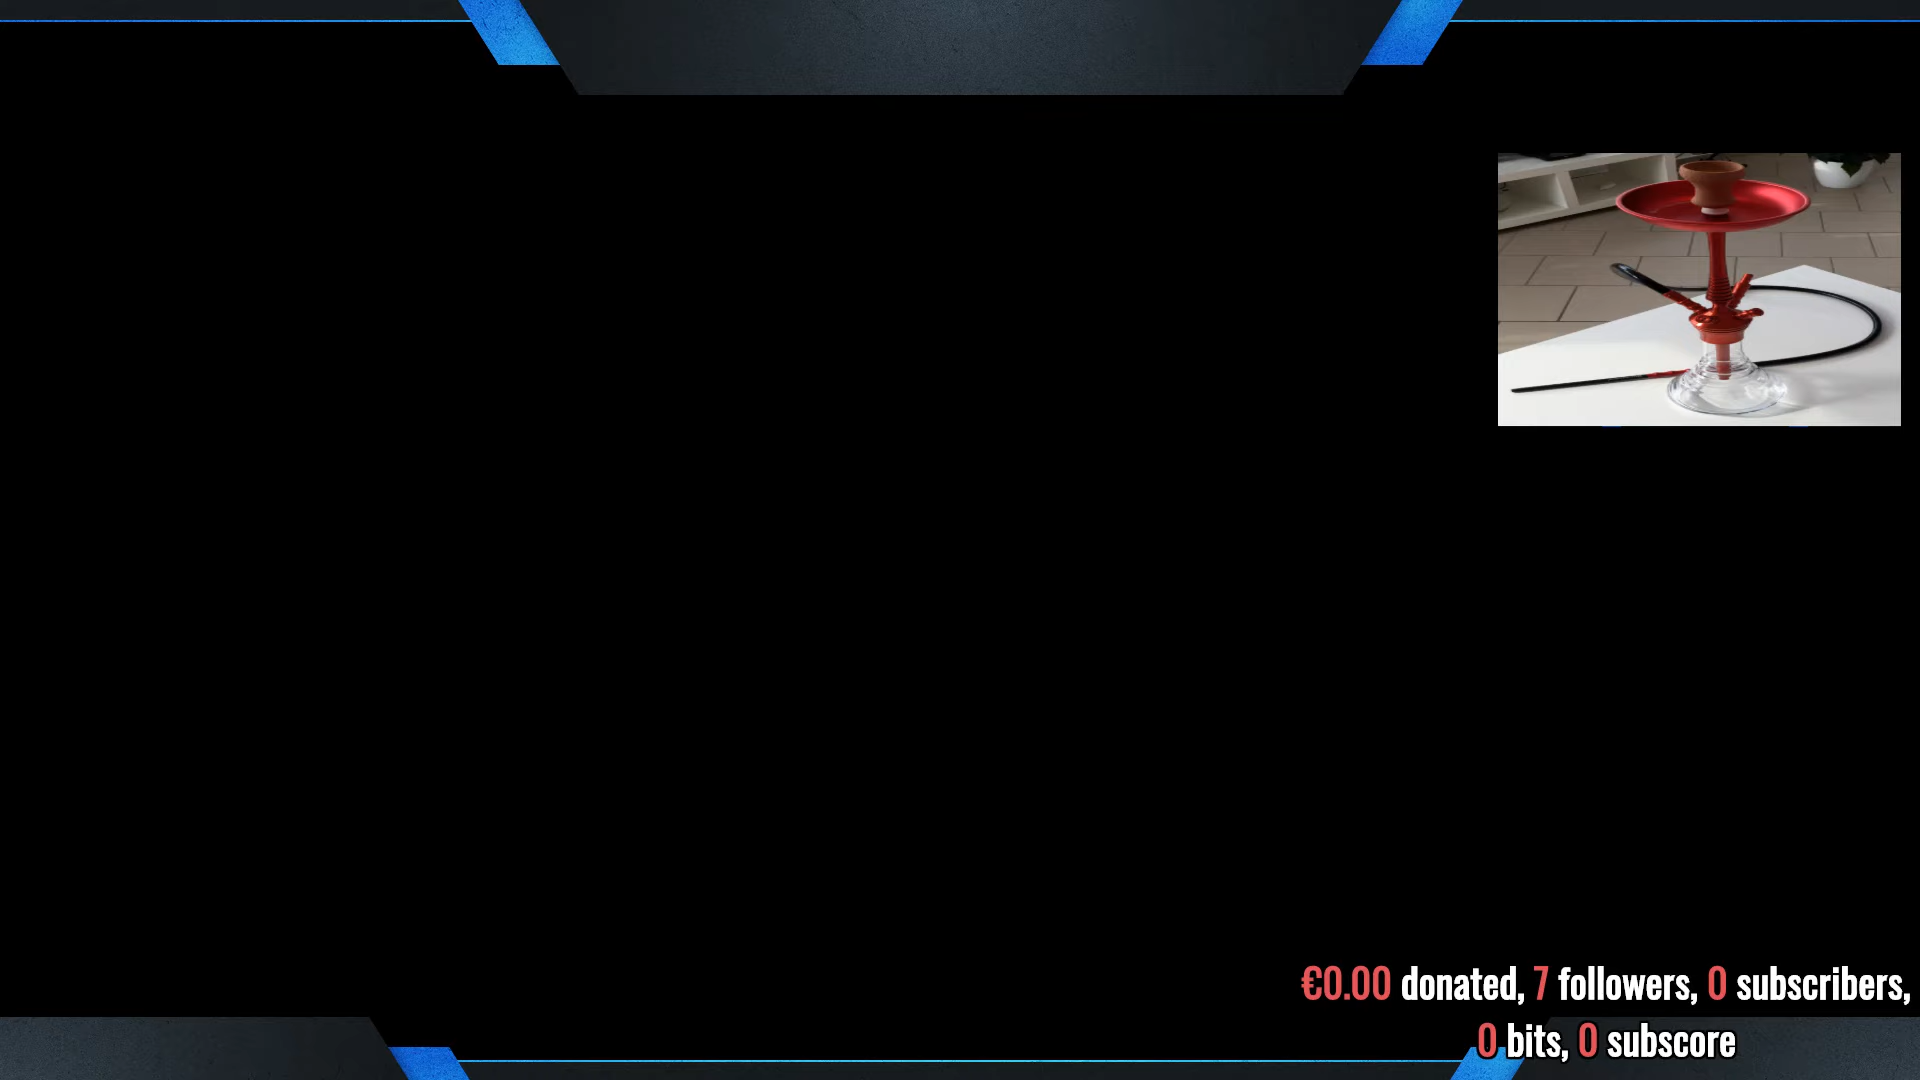 €0.00 donated, 7 followers, 0 subscribers,
0 bits, 0 subscore